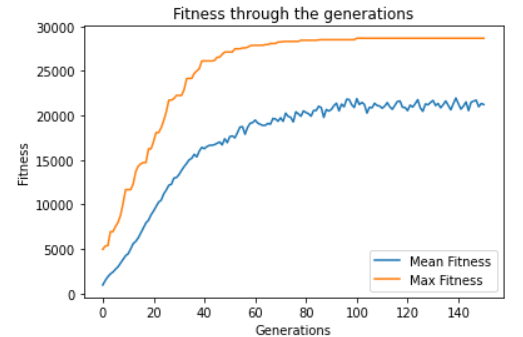 Fitness through the generations
30000
25000
20000
15000
10000
5000
0
Fitness
0 20 40 60 80 100 120 140
Generations
Mean Fitness
Max Fitness